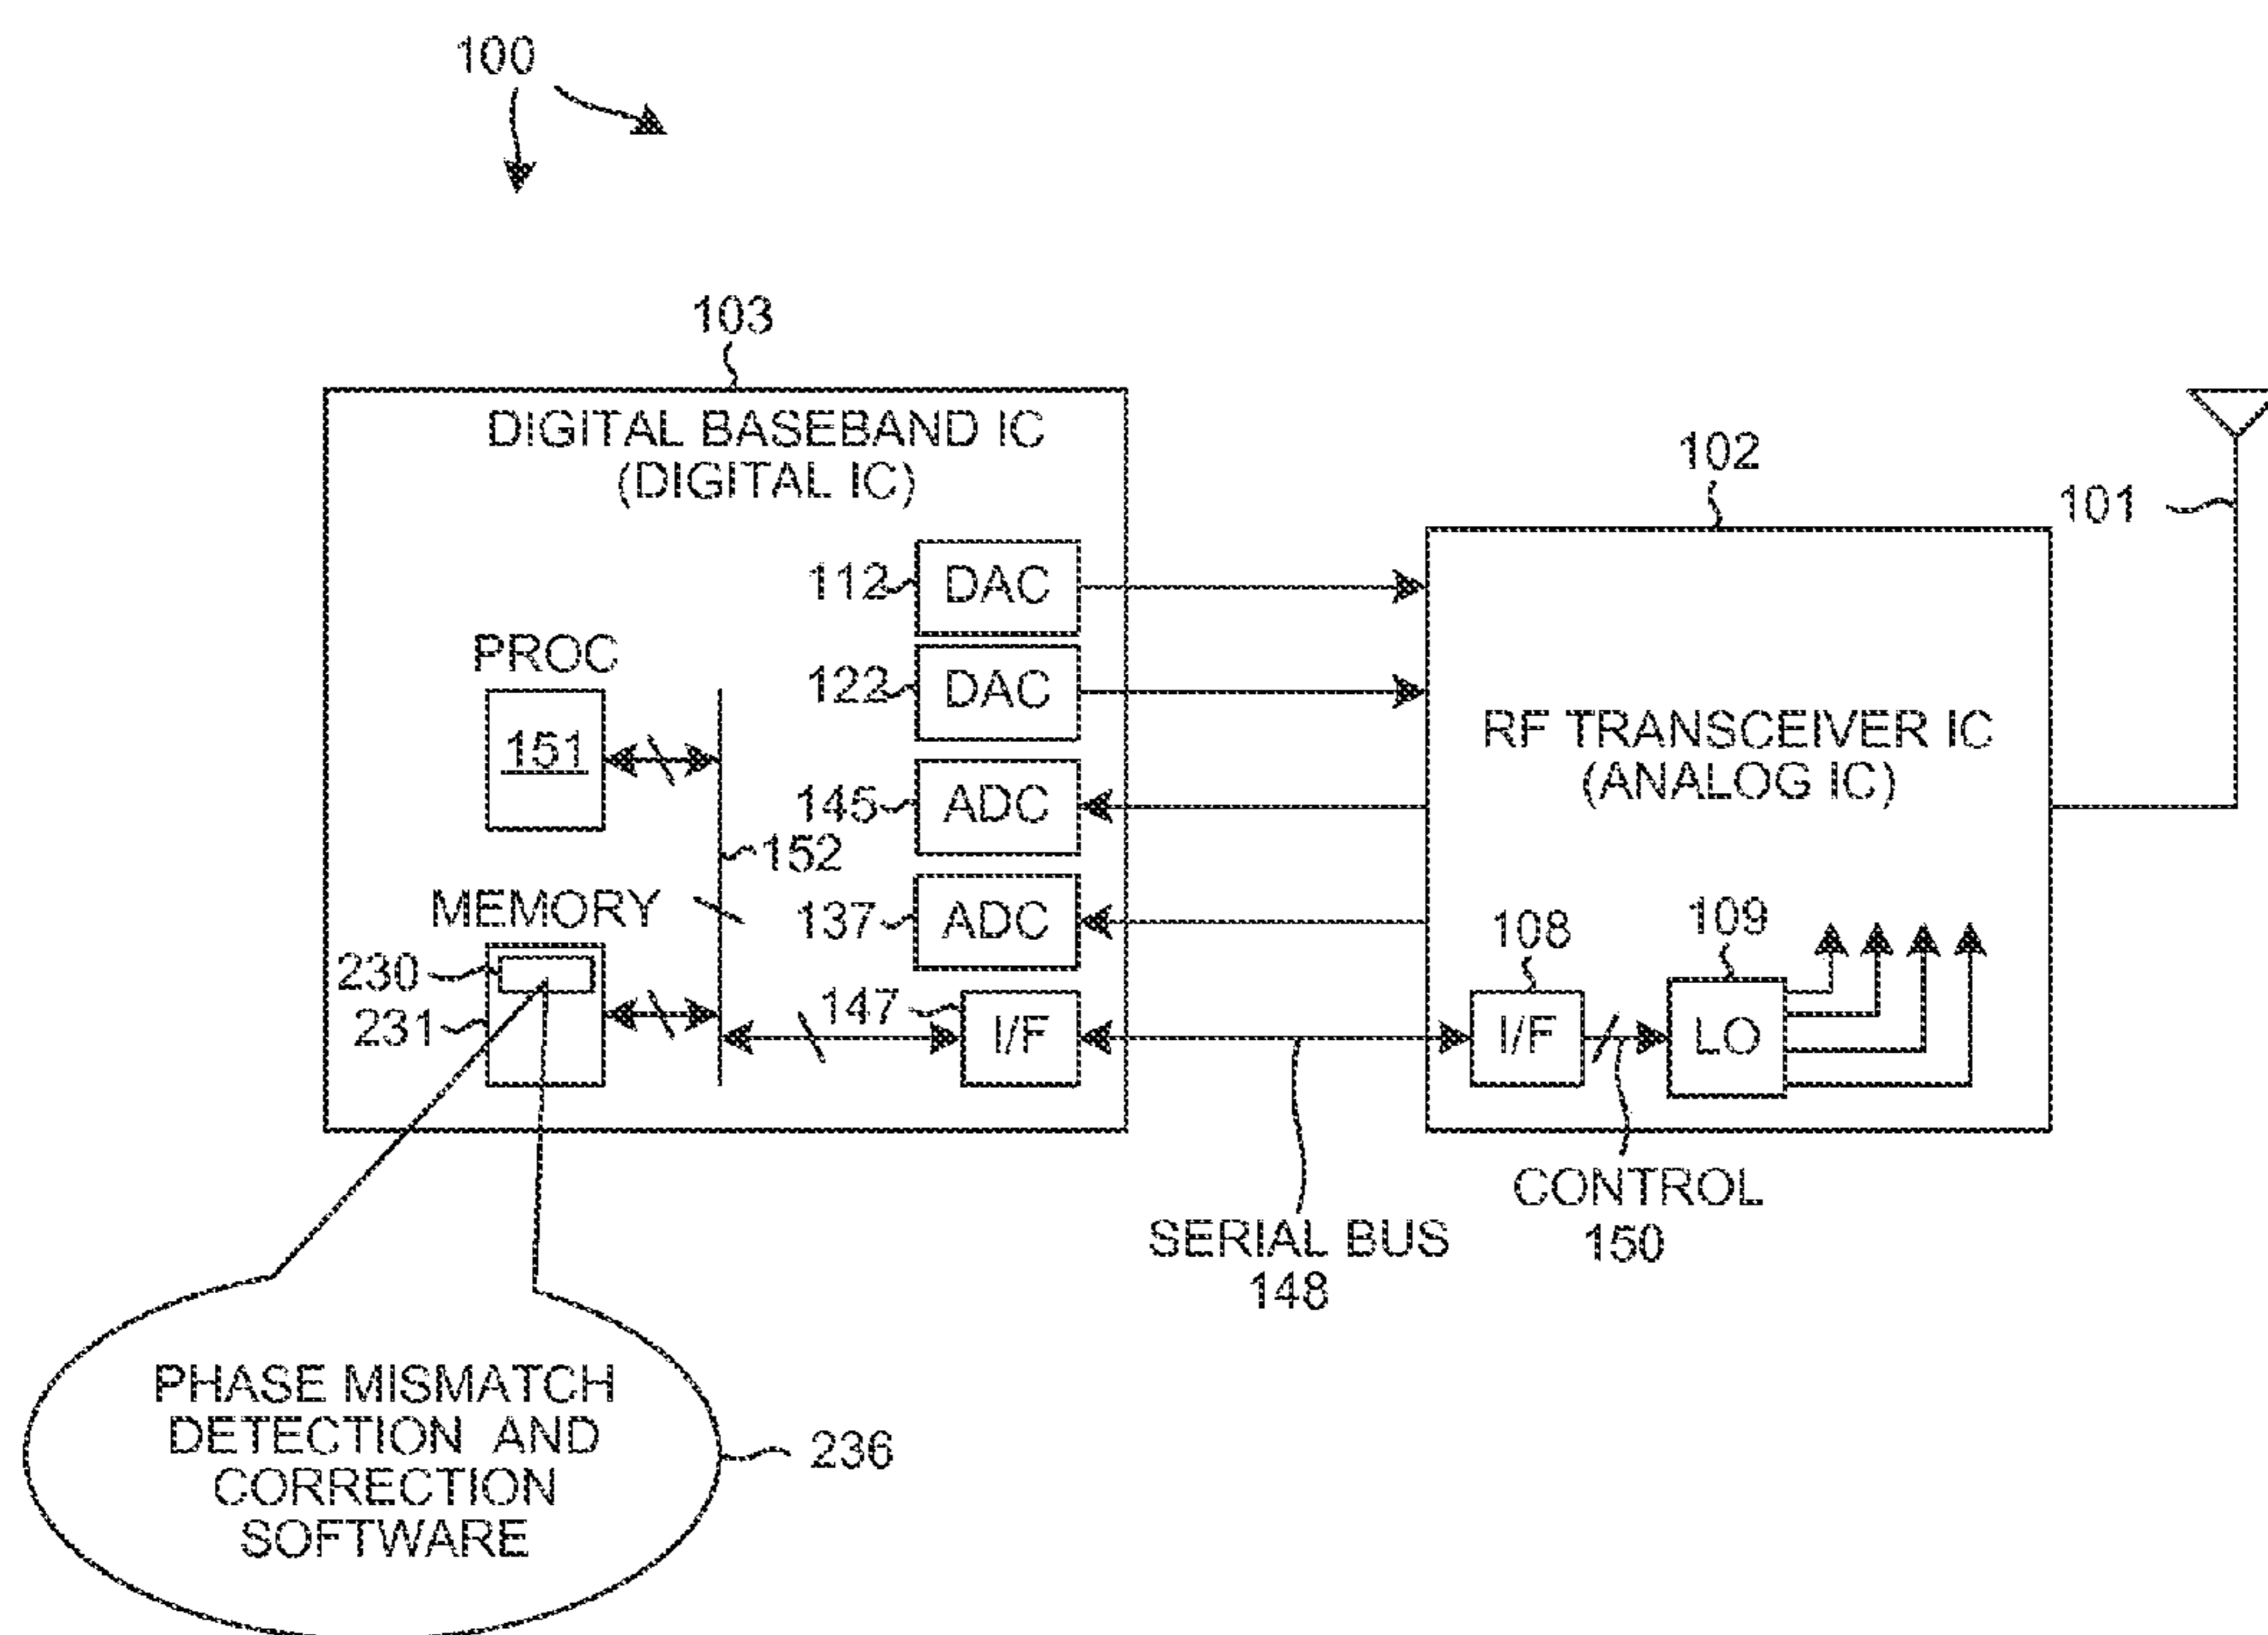 100
103
DIGITAL BASEBAND IC
(DIGITAL IC)
102
101
112 DAC
PROC
122 DAC
151
RF TRANSCEIVER IC
(ANALOG IC)
145 ADC
152
MEMORY
137 ADC
108
109
230
231
147
I/F
I/F
LO
CONTROL
150
SERIAL BUS
148
PHASE MISMATCH
DETECTION AND
CORRECTION
SOFTWARE
236